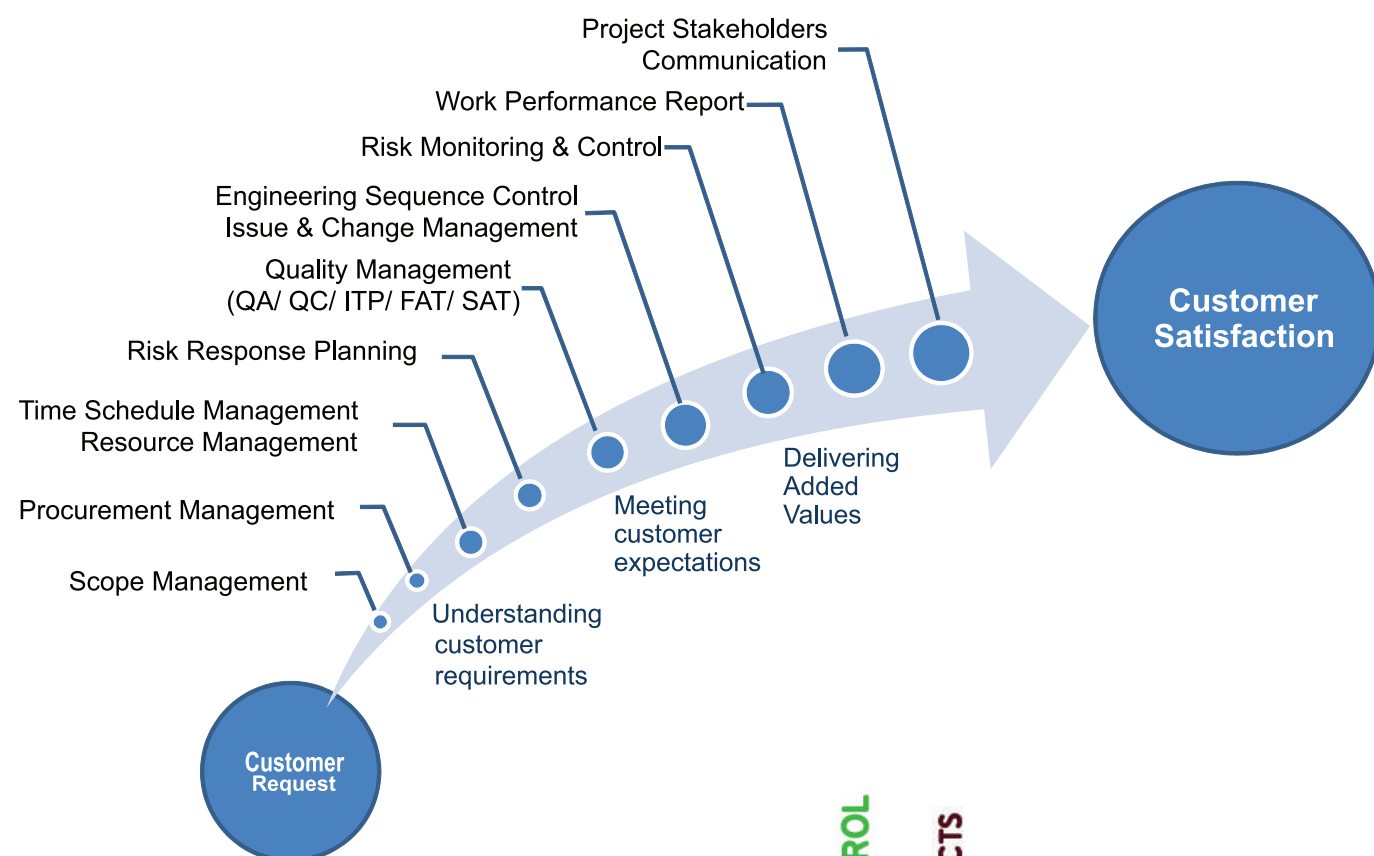 Project Stakeholders
Communication
Work Performance Report
Risk Monitoring & Control
Engineering Sequence Control
Issue & Change Management
Quality Management
(QA/ QC/ ITP/ FAT/ SAT)
Risk Response Planning
Time Schedule Management
Resource Management
Procurement Management
Scope Management
Customer
Satisfaction
Delivering
Added
Values
Meeting
customer
expectations
Understanding
customer
requirements
Customer
Request
ROL
CTS